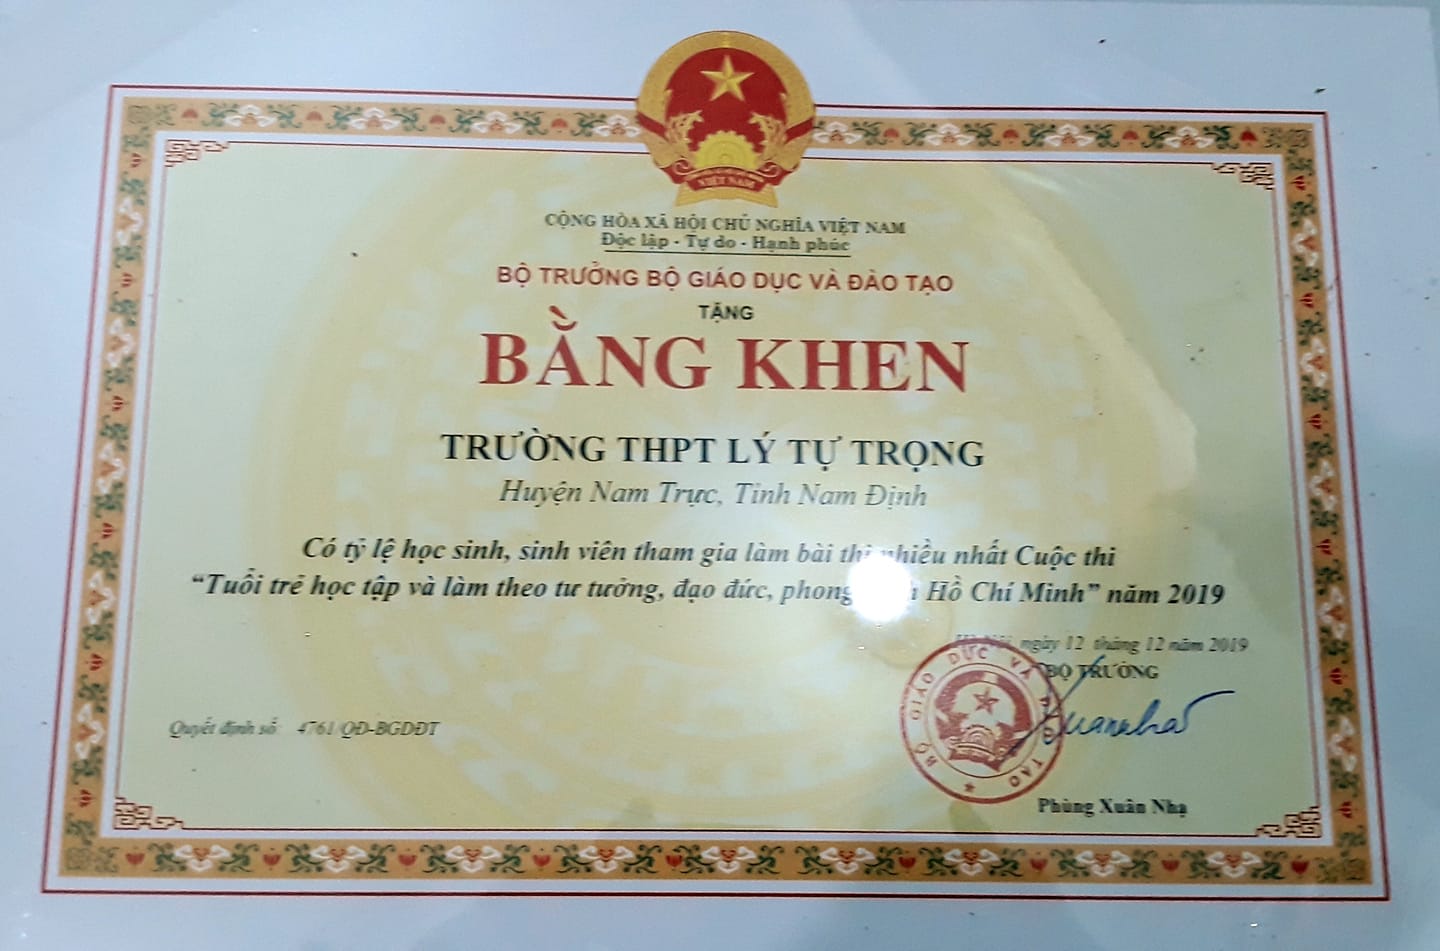 VIỆT NAM
CỘNG HÒA XÃ HỘI CHỦ NGHĨA VIỆT NAM
Độc lập - Tự do - Hạnh phúc
BỘ TRƯỞNG BỘ GIÁO DỤC VÀ ĐÀO TẠO
TẶNG
BẰNG KHEN
TRƯỜNG THPT LÝ TỰ TRỌNG
Huyện Nam Trực, Tỉnh Nam Định
Có tỷ lệ học sinh, sinh viên tham gia làm bài thi nhiều nhất Cuộc thi
“Tuổi trẻ học tập và làm theo tư tưởng, đạo đức, phong Hồ Chí Minh” năm 2019
Hà Nội, ngày 12 tháng 12 năm 2019
BỘ TRƯỞNG
BỘ GIÁO DỤC VÀ ĐÀO TẠO
Quyết định số: 4761/QĐ-BGDĐT
Phùng Xuân Nhạ